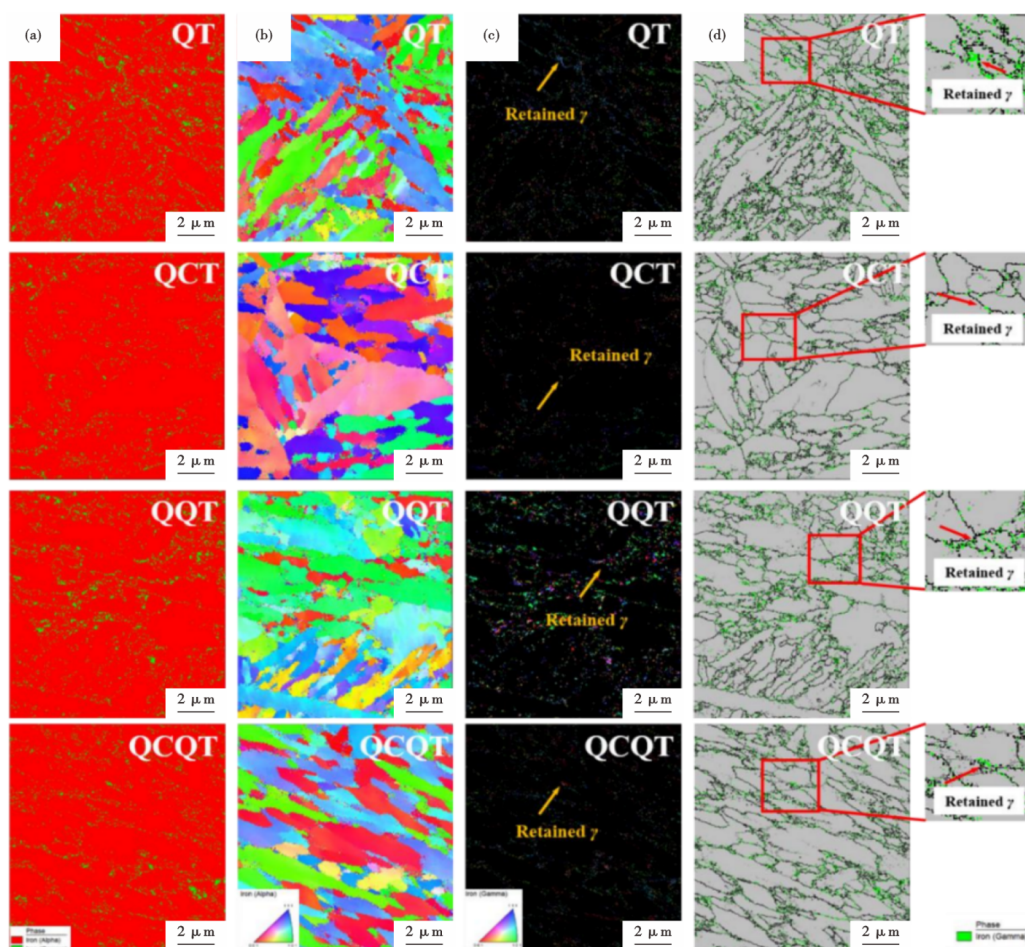 (a)
QT
2 μm
(b)
QT
2 μm
(c)
QT
Retained γ
2 μm
(d)
QT
2 μm
Retained γ
QCT
2 μm
QCT
2 μm
QCT
Retained γ
2 μm
QCT
2 μm
Retained γ
QQT
2 μm
QQT
2 μm
QQT
Retained γ
2 μm
QQT
2 μm
Retained γ
QCQT
Phase
Iron (Alpha)
2 μm
QCQT
Iron (Alpha)
2 μm
QCQT
Retained γ
Iron (Gamma)
2 μm
QCQT
2 μm
Retained γ
Phase
Iron (Gamma)